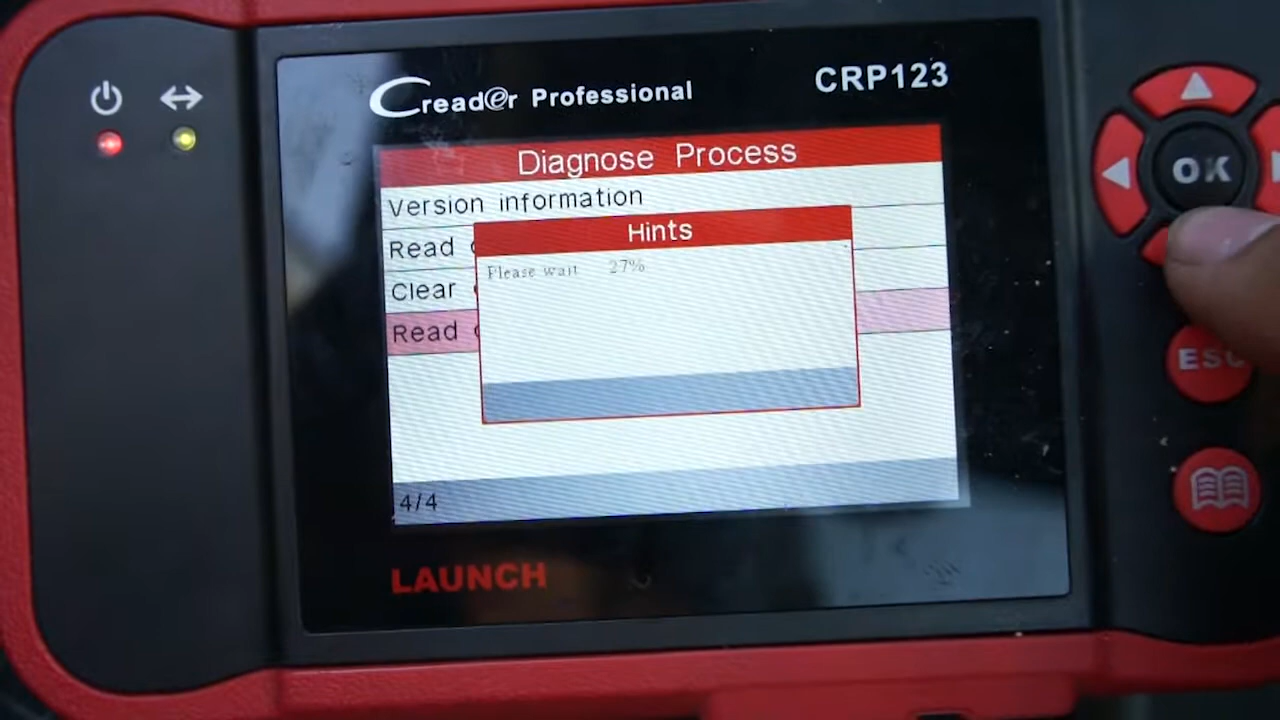 Creader Professional
CRP123
Diagnose Process
Version information
Read
Hints
Please wait 27%
Clear
Read
4/4
LAUNCH
OK
ESC